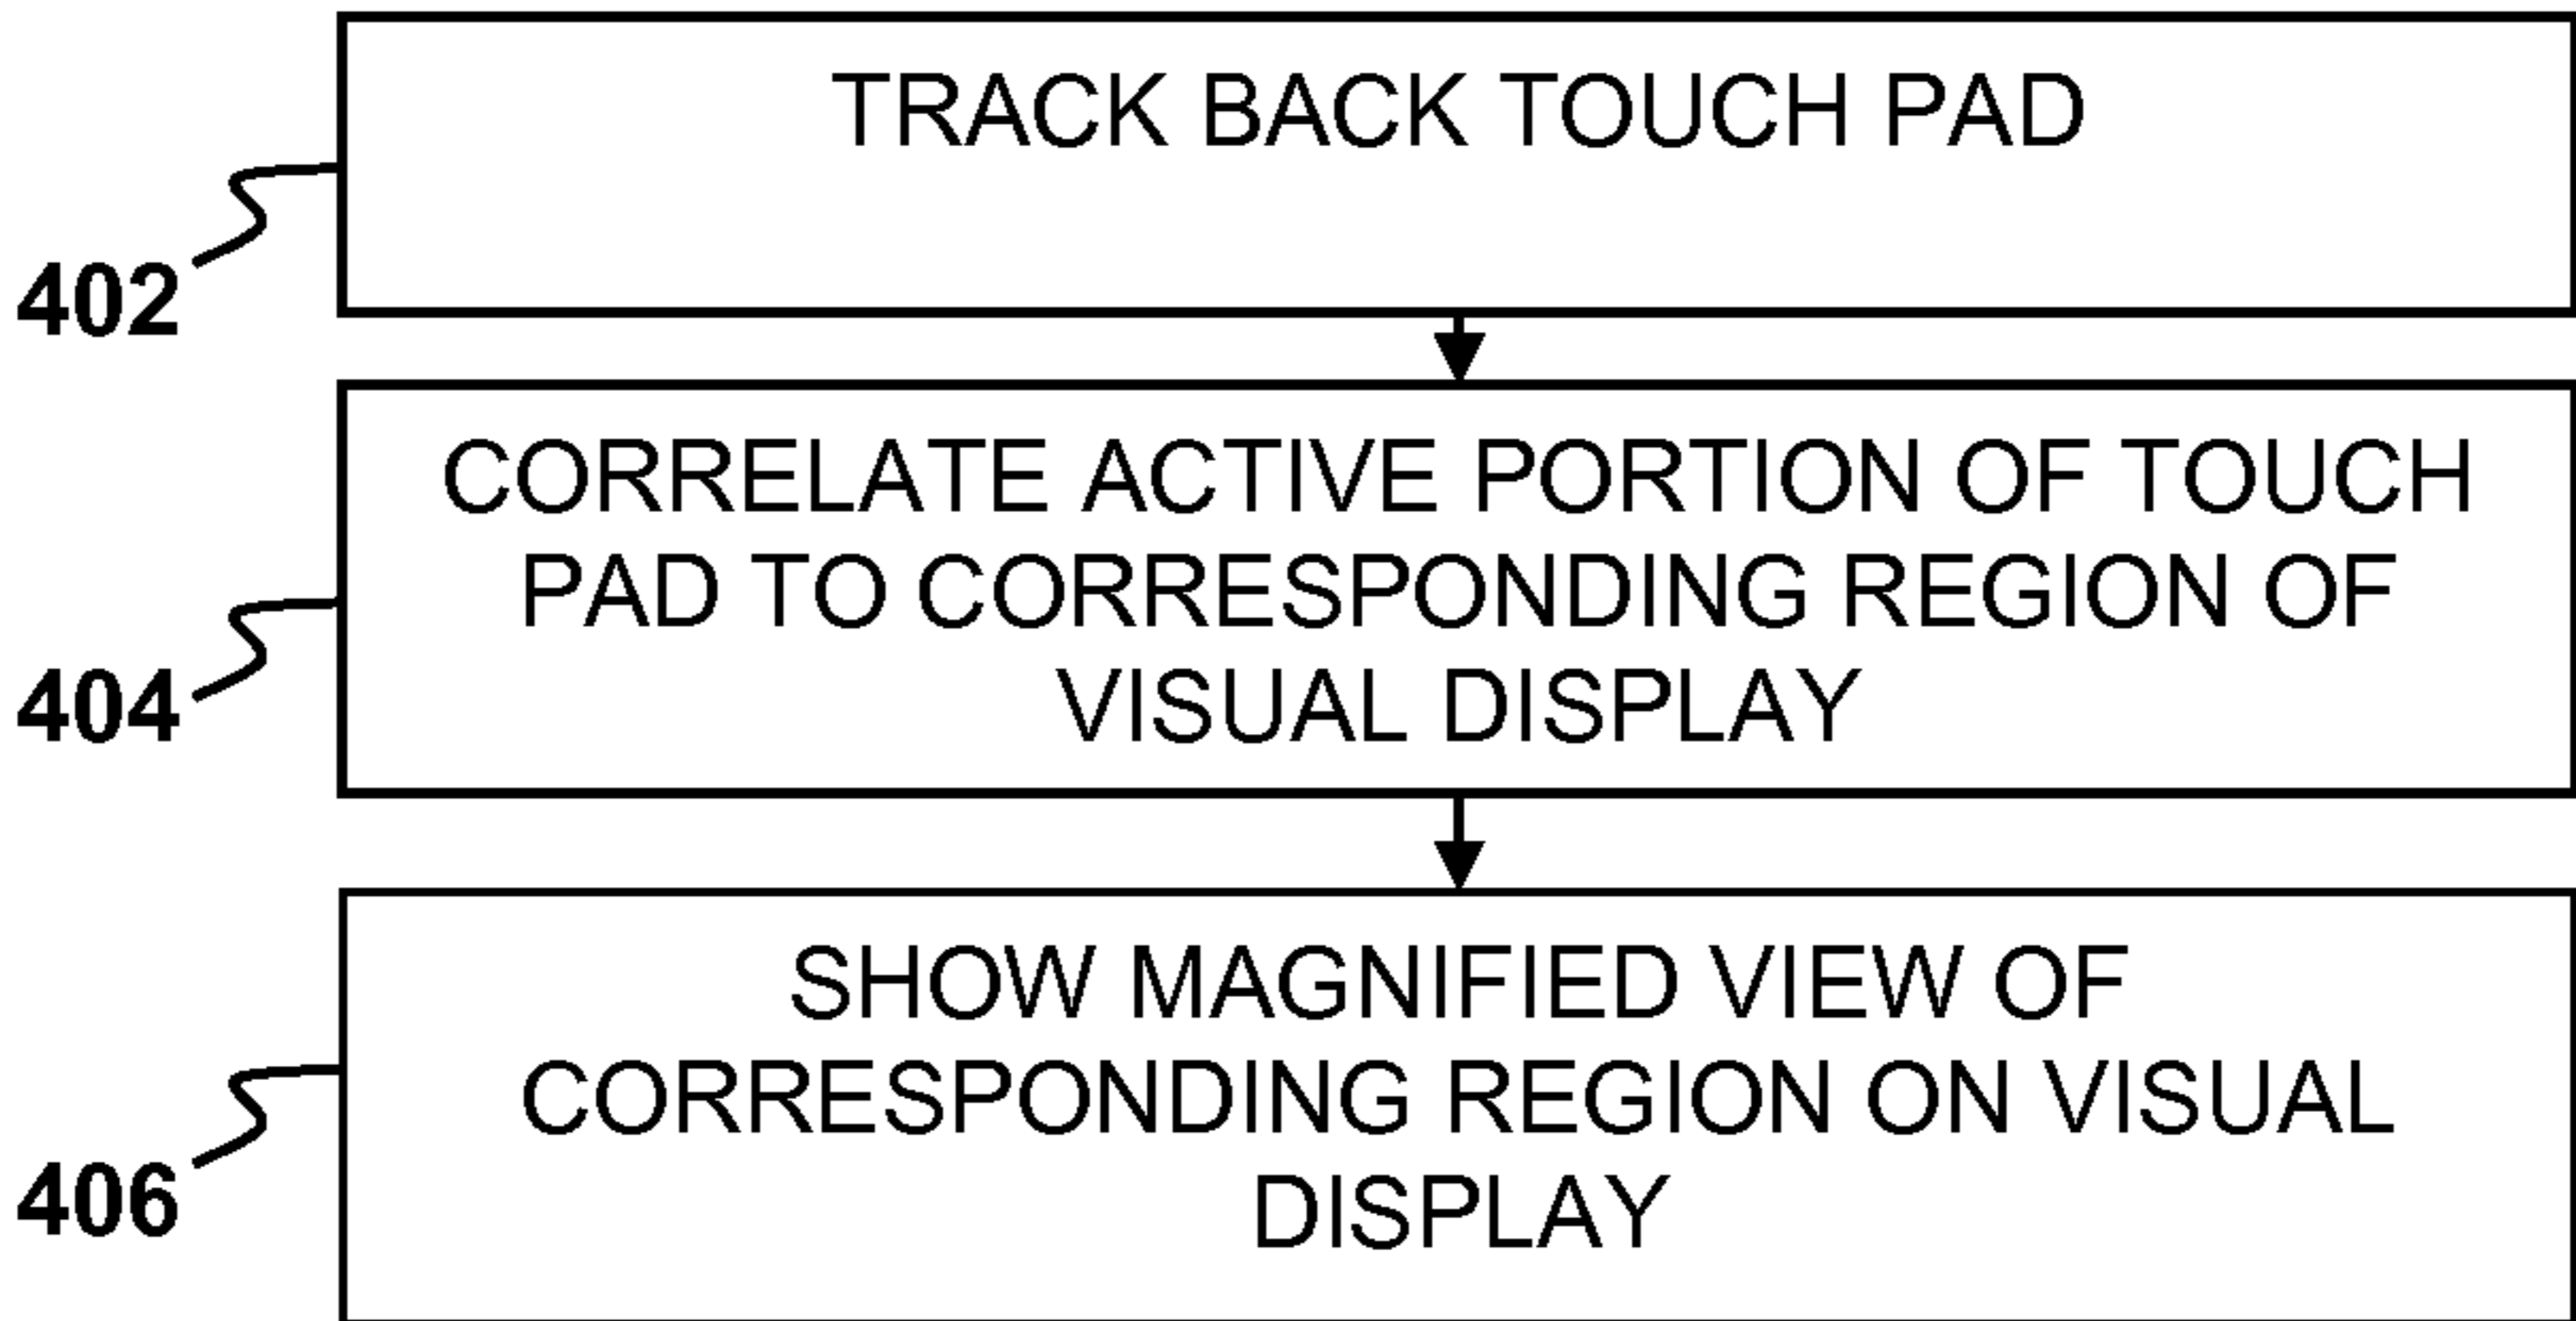 TRACK BACK TOUCH PAD
402
CORRELATE ACTIVE PORTION OF TOUCH
PAD TO CORRESPONDING REGION OF
VISUAL DISPLAY
404
SHOW MAGNIFIED VIEW OF
CORRESPONDING REGION ON VISUAL
DISPLAY
406